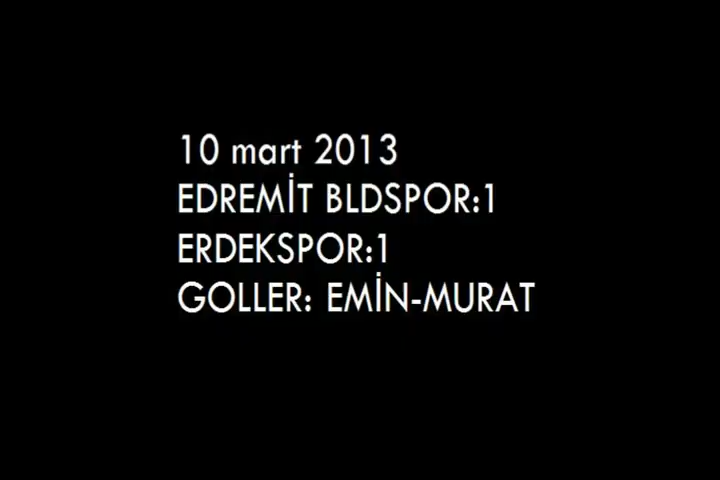 10 mart 2013
EDREMİT BLDSPOR:1
ERDEKSPOR:1
GOLLER: EMİN-MURAT